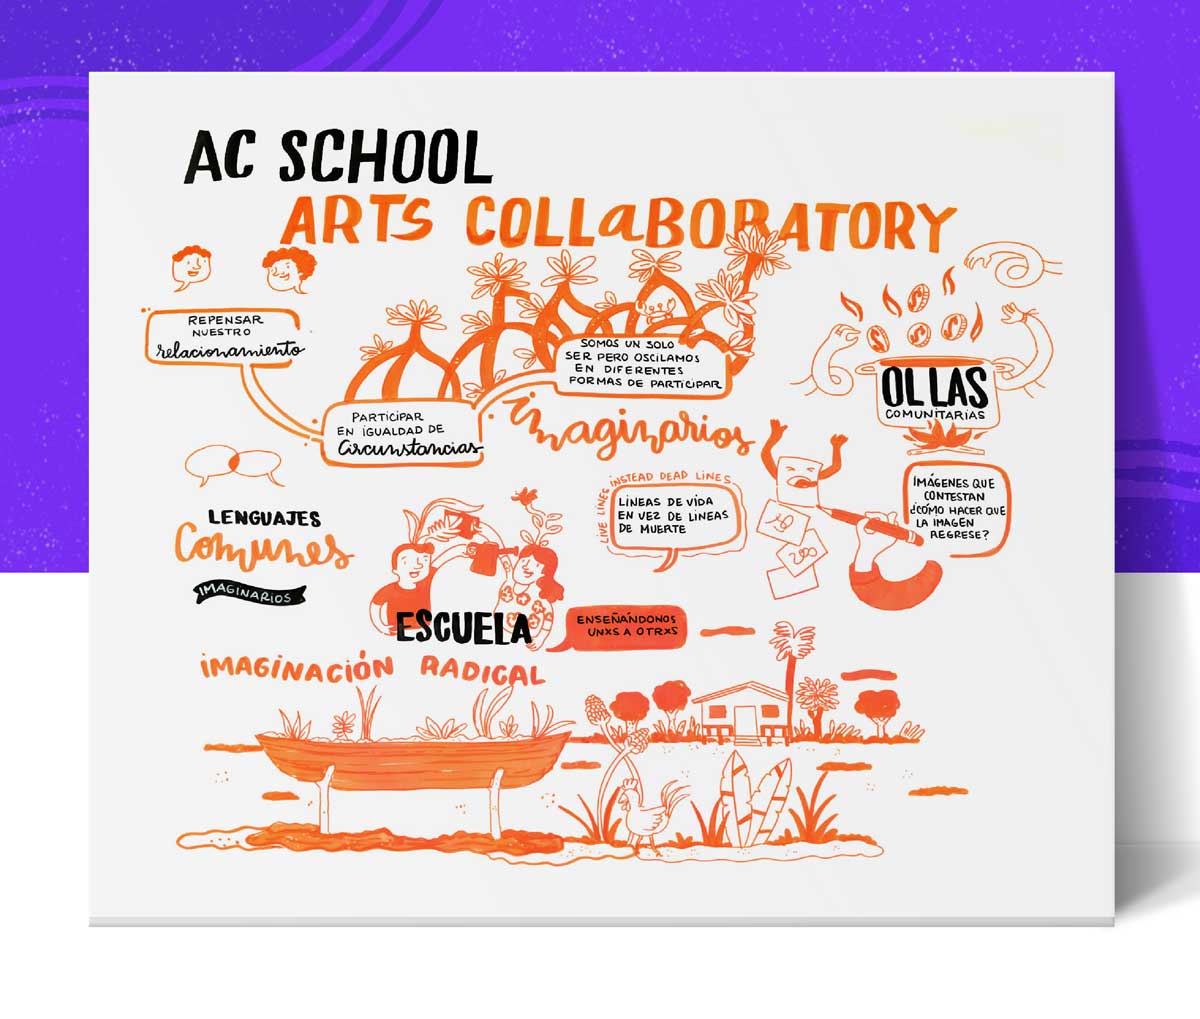 AC SCHOOL
ARTS COLLaBORATORY
REPENSAR
NUESTRO
relacionamiento
PARTICIPAR
EN IGUALDAD DE
Circunstancias
SOMOS UN SOLO
SER PERO OSCILAMOS
EN DIFERENTES
FORMAS DE PARTICIPAR
imaginarios
OLLAS
COMUNITARIAS
LIVE LINES INSTEAD DEAD LINES
LÍNEAS DE VIDA
EN VEZ DE LÍNEAS
DE MUERTE
IMÁGENES QUE
CONTESTAN
¿CÓMO HACER QUE
LA IMAGEN
REGRESE?
LENGUAJES
Comunes
IMAGINARIOS
ESCUELA
ENSEÑÁNDONOS
UNXS A OTRXS
IMAGINACIÓN RADICAL